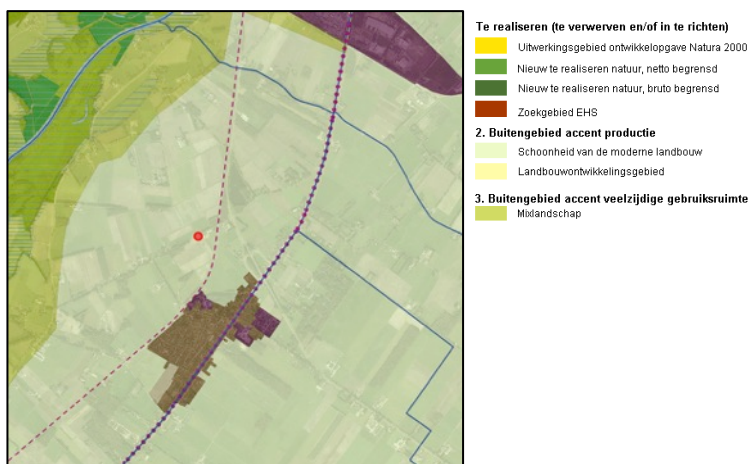 Te realiseren (te verwerven en/of in te richten)
Uitwerkingsgebied ontwikkelopgave Natura 2000
Nieuw te realiseren natuur, netto begrensd
Nieuw te realiseren natuur, bruto begrensd
Zoekgebied EHS
2. Buitengebied accent productie
Schoonheid van de moderne landbouw
Landbouwontwikkelingsgebied
3. Buitengebied accent veelzijdige gebruiksruimte
Mixlandschap